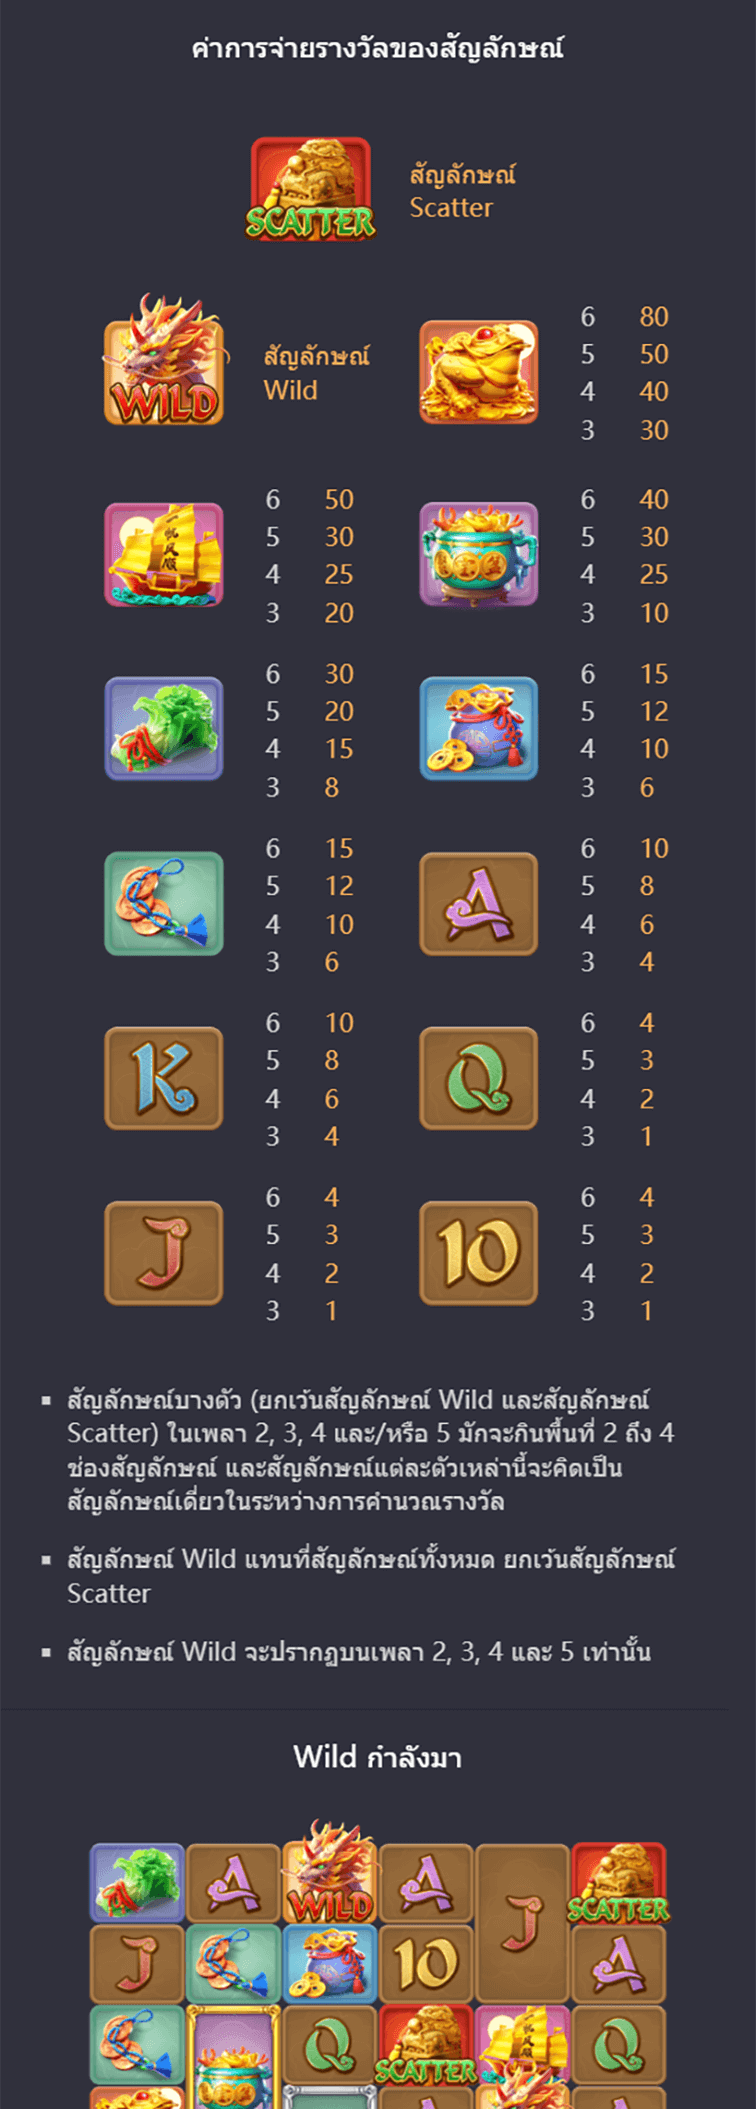 ค่าการจ่ายรางวัลของสัญลักษณ์
SCATTER
สัญลักษณ์
Scatter
WILD
สัญลักษณ์
Wild
6 80
5 50
4 40
3 30
一帆风顺
6 50
5 30
4 25
3 20
6 40
5 30
4 25
3 10
6 30
5 20
4 15
3 8
6 15
5 12
4 10
3 6
6 15
5 12
4 10
3 6
A
6 10
5 8
4 6
3 4
K
6 10
5 8
4 6
3 4
Q
6 4
5 3
4 2
3 1
J
6 4
5 3
4 2
3 1
10
6 4
5 3
4 2
3 1
▪ สัญลักษณ์บางตัว (ยกเว้นสัญลักษณ์ Wild และสัญลักษณ์
Scatter) ในเพลา 2, 3, 4 และ/หรือ 5 มักจะกินพื้นที่ 2 ถึง 4
ช่องสัญลักษณ์ และสัญลักษณ์แต่ละตัวเหล่านี้จะคิดเป็น
สัญลักษณ์เดี่ยวในระหว่างการคำนวณรางวัล
▪ สัญลักษณ์ Wild แทนที่สัญลักษณ์ทั้งหมด ยกเว้นสัญลักษณ์
Scatter
▪ สัญลักษณ์ Wild จะปรากฏบนเพลา 2, 3, 4 และ 5 เท่านั้น
Wild กำลังมา
A WILD A J SCATTER
J 10 A
Q SCATTER 一帆风顺 Q